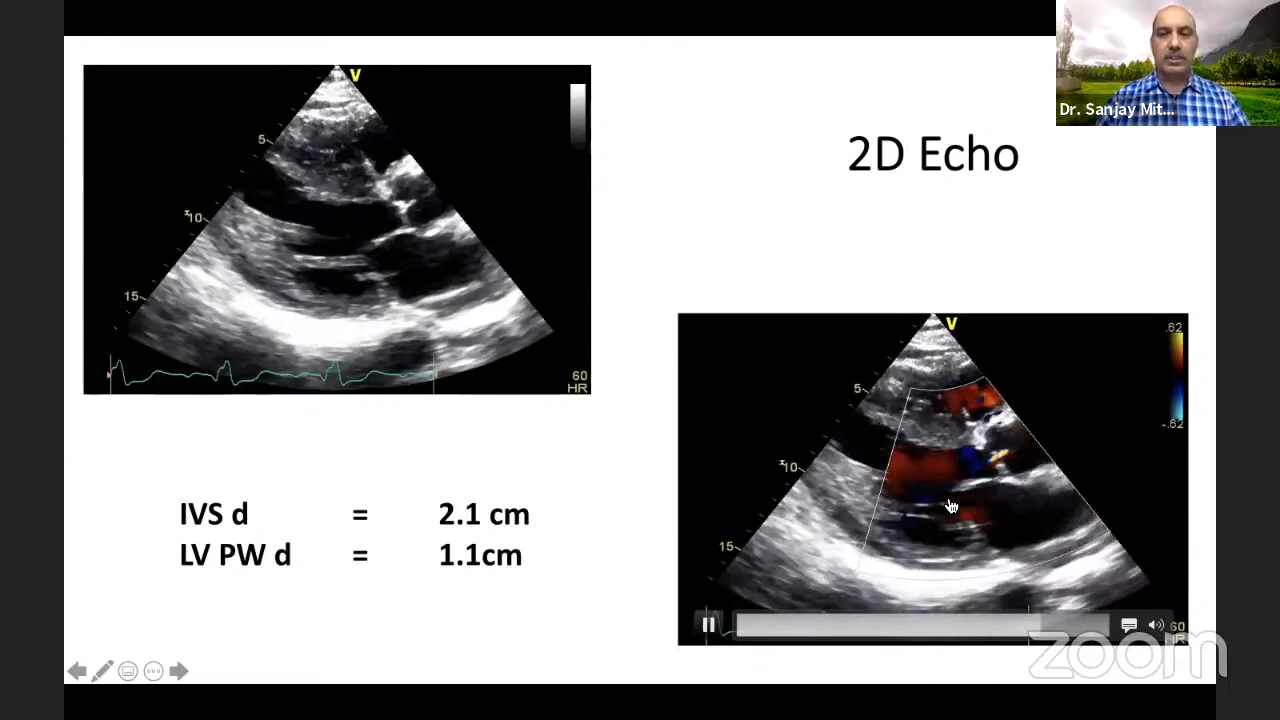 V
5
10
15
60
HR
Dr. Sanjay Mit...
2D Echo
IVS d = 2.1 cm
LV PW d = 1.1cm
V
.62
-.62
5
10
15
60
HR
zoom